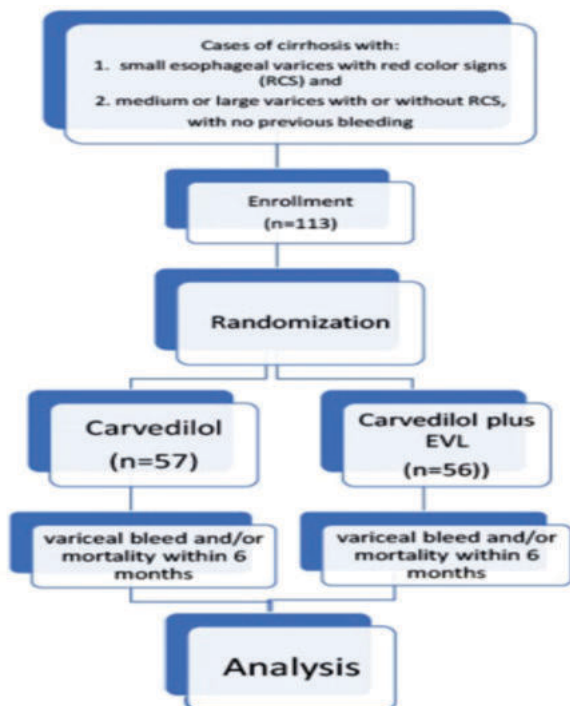 Cases of cirrhosis with:
1. small esophageal varices with red color signs
(RCS) and
2. medium or large varices with or without RCS,
with no previous bleeding
Enrollment
(n=113)
Randomization
Carvedilol
(n=57)
Carvedilol plus
EVL
(n=56))
variceal bleed and/or
mortality within 6
months
variceal bleed and/or
mortality within 6
months
Analysis